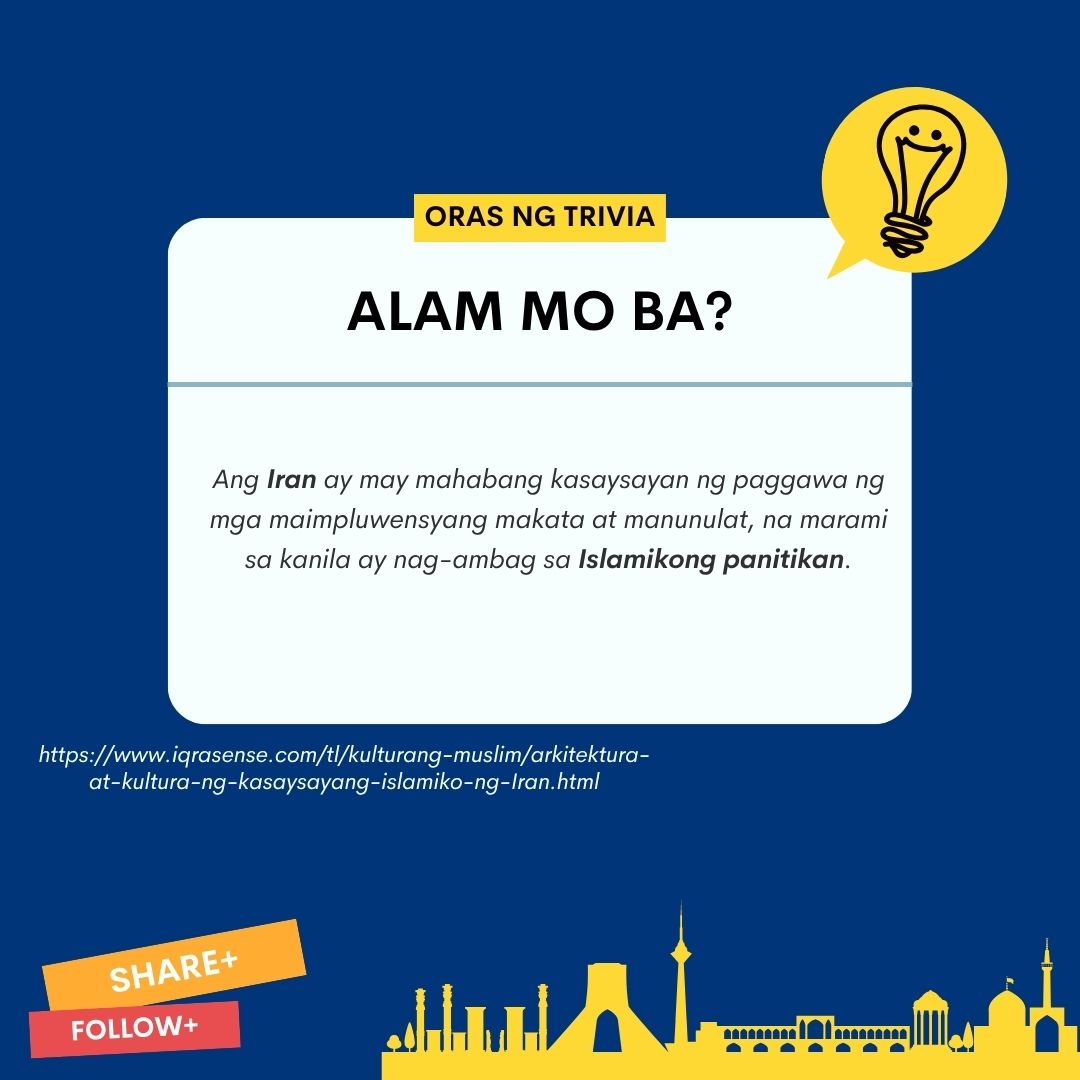 ORAS NG TRIVIA
ALAM MO BA?
Ang Iran ay may mahabang kasaysayan ng paggawa ng
mga maimpluwensyang makata at manunulat, na marami
sa kanila ay nag-ambag sa Islamikong panitikan.
https://www.iqrasense.com/tl/kulturang-muslim/arkitektura-
at-kultura-ng-kasaysayang-islamiko-ng-Iran.html
SHARE+
FOLLOW+